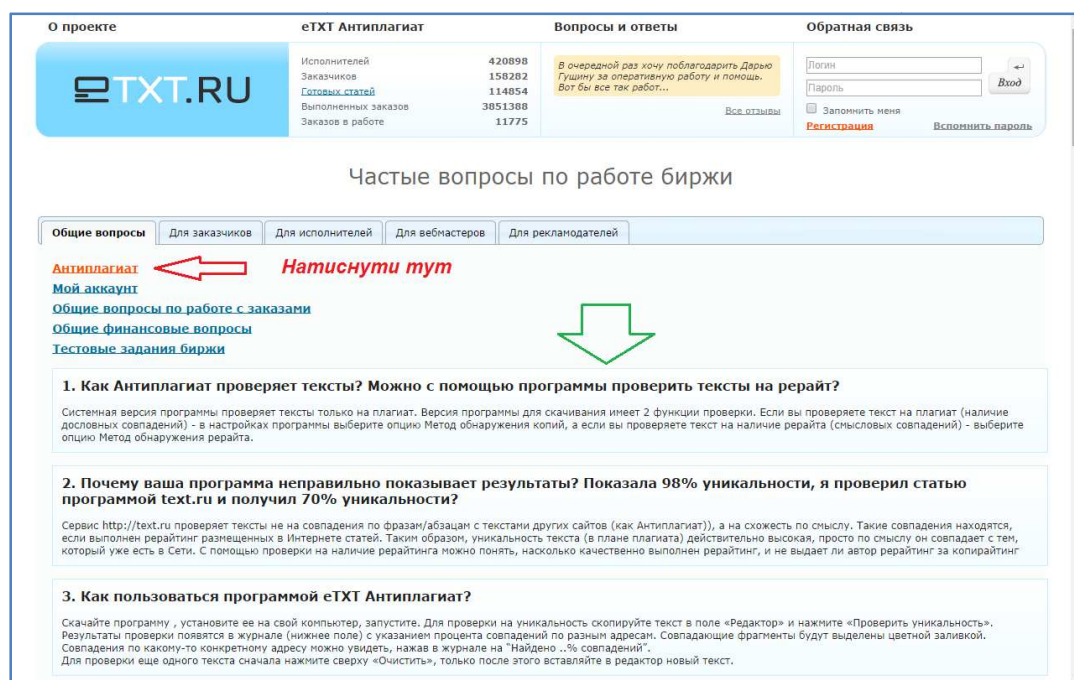 О проекте
eTXT Антиплагиат
Вопросы и ответы
Обратная связь
eTXT.RU
Исполнителей 420898
Заказчиков 158282
Готовых статей 114854
Выполненных заказов 3851388
Заказов в работе 11775
В очередной раз хочу поблагодарить Дарью
Гущину за оперативную работу и помощь.
Вот бы все так работ...
Все отзывы
Логин
Пароль
Вход
Запомнить меня
Регистрация
Вспомнить пароль
Частые вопросы по работе биржи
Общие вопросы
Для заказчиков
Для исполнителей
Для вебмастеров
Для рекламодателей
Антиплагиат
Натиснути тут
Мой аккаунт
Общие вопросы по работе с заказами
Общие финансовые вопросы
Тестовые задания биржи
1. Как Антиплагиат проверяет тексты? Можно с помощью программы проверить тексты на рерайт?
Системная версия программы проверяет тексты только на плагиат. Версия программы для скачивания имеет 2 функции проверки. Если вы проверяете текст на плагиат (наличие
дословных совпадений) - в настройках программы выберите опцию Метод обнаружения копий, а если вы проверяете текст на наличие рерайта (смысловых совпадений) - выберите
опцию Метод обнаружения рерайта.
2. Почему ваша программа неправильно показывает результаты? Показала 98% уникальности, я проверил статью
программой text.ru и получил 70% уникальности?
Сервис http://text.ru проверяет тексты не на совпадения по фразам/абзацам с текстами других сайтов (как Антиплагиат)), а на схожесть по смыслу. Такие совпадения находятся,
если выполнен рерайтинг размещенных в Интернете статей. Таким образом, уникальность текста (в плане плагиата) действительно высокая, просто по смыслу он совпадает с тем,
который уже есть в Сети. С помощью проверки на наличие рерайтинга можно понять, насколько качественно выполнен рерайтинг, и не выдает ли автор рерайтинг за копирайтинг
3. Как пользоваться программой eTXT Антиплагиат?
Скачайте программу , установите ее на свой компьютер, запустите. Для проверки на уникальность скопируйте текст в поле «Редактор» и нажмите «Проверить уникальность».
Результаты проверки появятся в журнале (нижнее поле) с указанием процента совпадений по разным адресам. Совпадающие фрагменты будут выделены цветной заливкой.
Совпадения по какому-то конкретному адресу можно увидеть, нажав в журнале на "Найдено ..% совпадений".
Для проверки еще одного текста сначала нажмите сверху «Очистить», только после этого вставляйте в редактор новый текст.